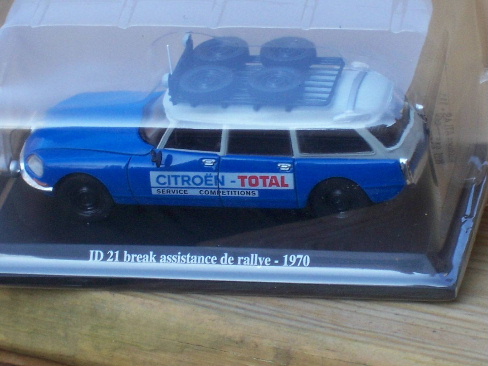 CITROËN - TOTAL
SERVICE COMPETITIONS
ID 21 break assistance de rallye - 1970